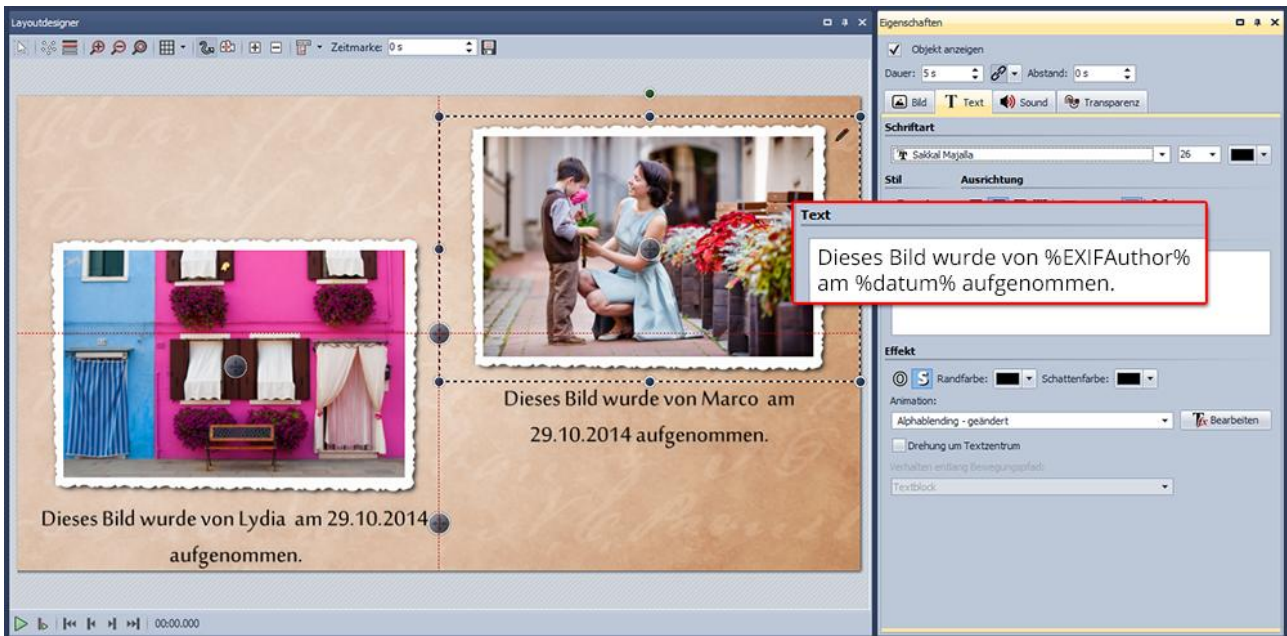 Layoutdesigner
Zeitmarke: 0 s
Dieses Bild wurde von Marco am
29.10.2014 aufgenommen.
Dieses Bild wurde von Lydia am 29.10.2014
aufgenommen.
00:00.000
Eigenschaften
Objekt anzeigen
Dauer: 5 s Abstand: 0 s
Bild T Text Sound Transparenz
Schriftart
Sakkal Majalla 26
Stil Ausrichtung
Text
Dieses Bild wurde von %EXIFAuthor%
am %datum% aufgenommen.
Effekt
Randfarbe: Schattenfarbe:
Animation:
Alphablending - geändert Bearbeiten
Drehung um Textzentrum
Verhalten entlang Bewegungspfad:
Textblock